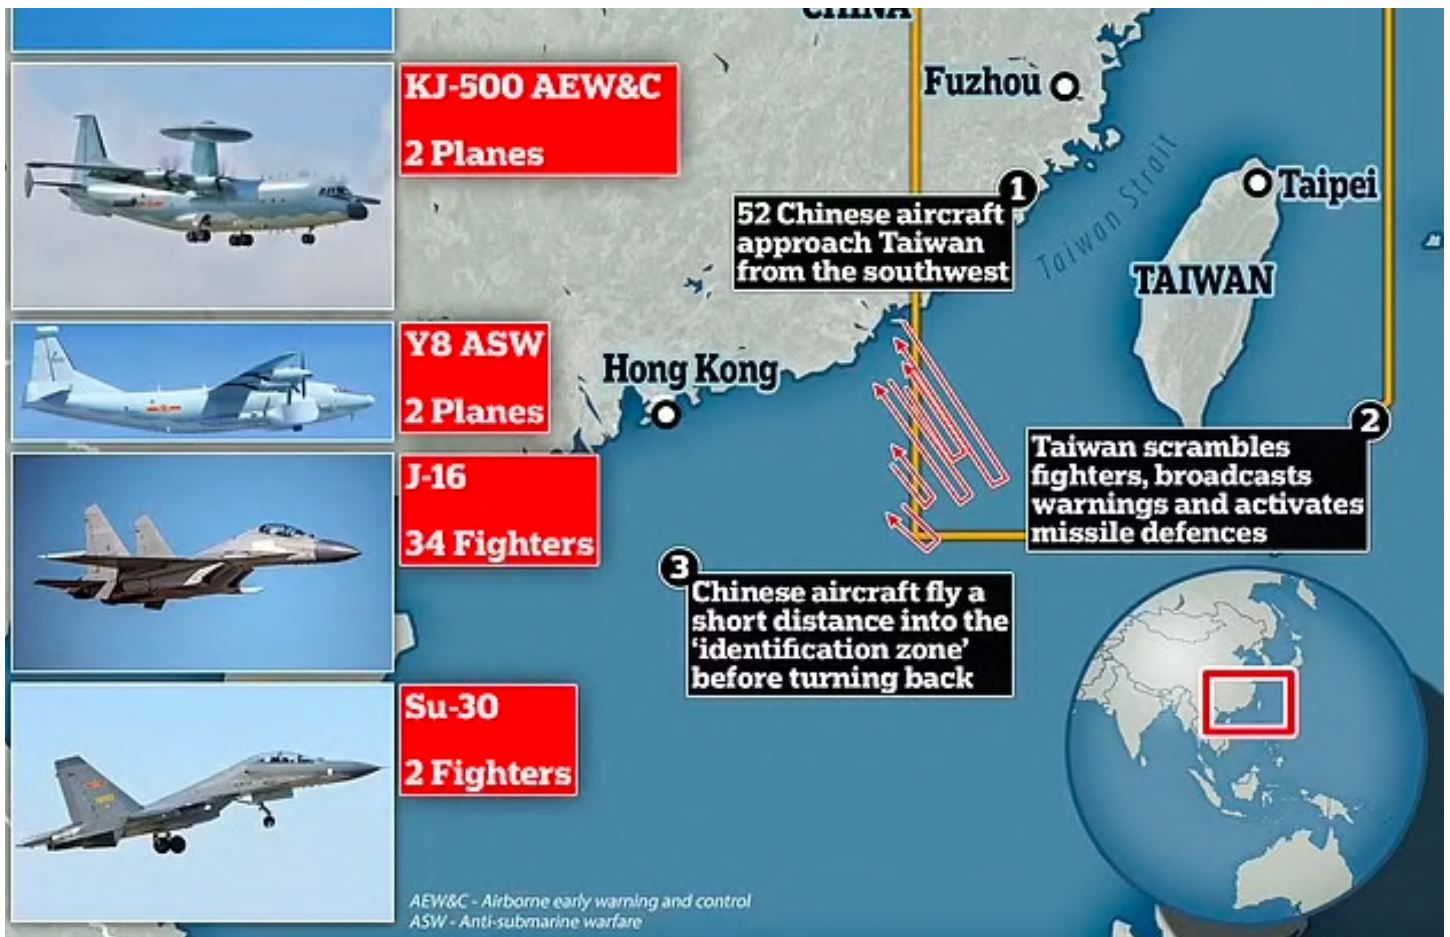 CHINA
KJ-500 AEW&C
2 Planes
Fuzhou
Taiwan Strait
Taipei
1
52 Chinese aircraft
approach Taiwan
from the southwest
TAIWAN
Y8 ASW
2 Planes
Hong Kong
2
Taiwan scrambles
fighters, broadcasts
warnings and activates
missile defences
J-16
34 Fighters
3
Chinese aircraft fly a
short distance into the
‘identification zone’
before turning back
Su-30
2 Fighters
AEW&C - Airborne early warning and control
ASW - Anti-submarine warfare